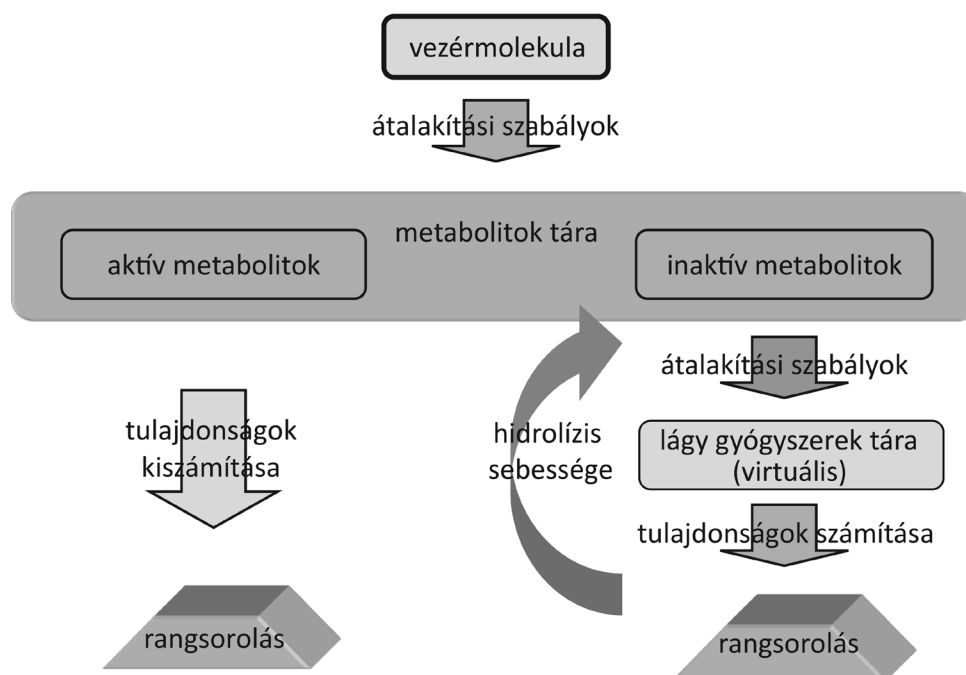 vezérmolekula
átalakítási szabályok
metabolitok tára
aktív metabolitok
inaktív metabolitok
átalakítási szabályok
tulajdonságok
kiszámítása
hidrolízis
sebessége
lágy gyógyszerek tára
(virtuális)
tulajdonságok számítása
rangsorolás
rangsorolás